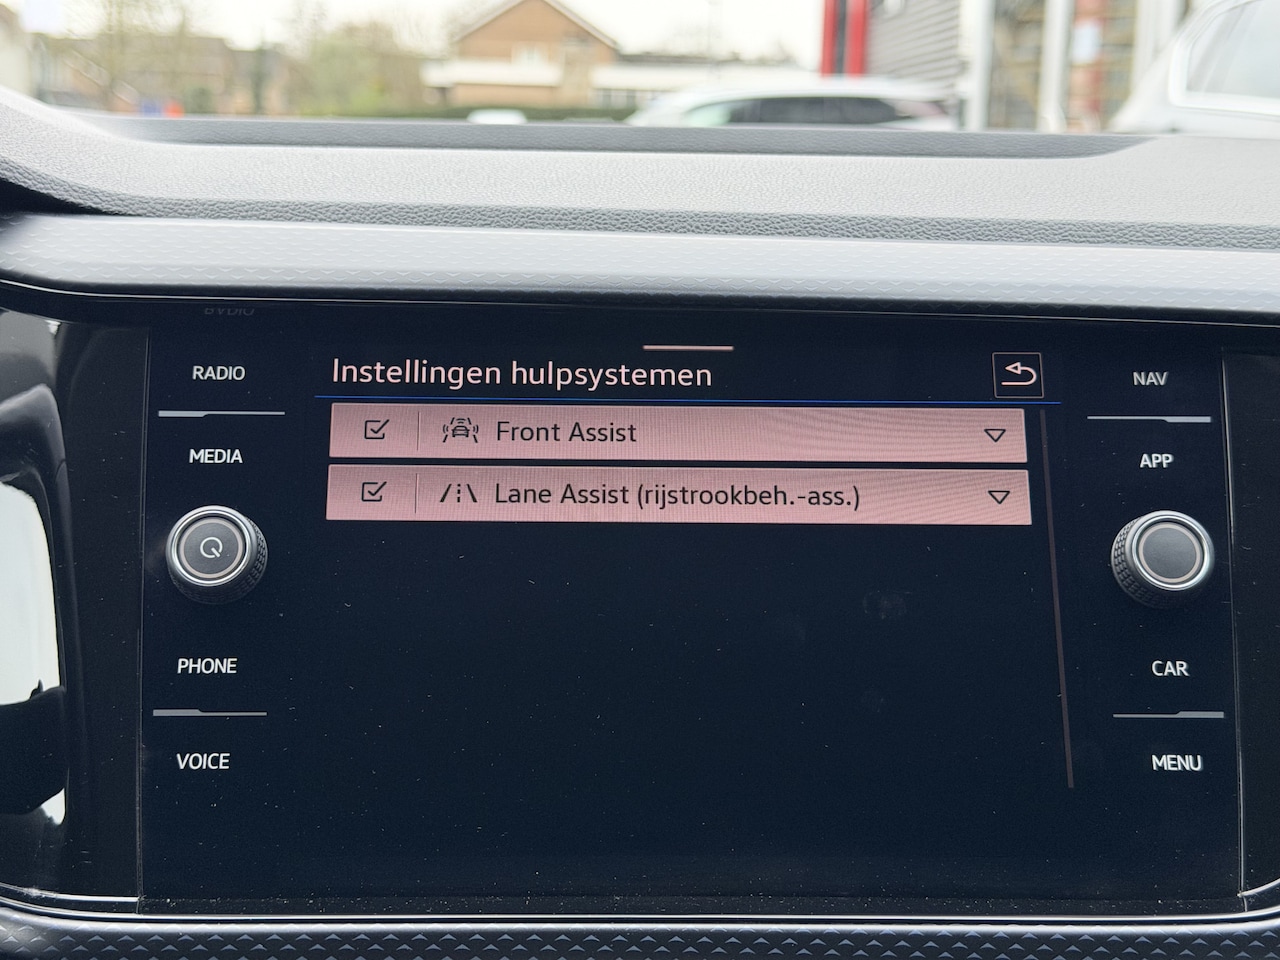 RADIO
MEDIA
PHONE
VOICE
Instellingen hulpsystemen
Front Assist
Lane Assist (rijstrookbeh.-ass.)
NAV
APP
CAR
MENU